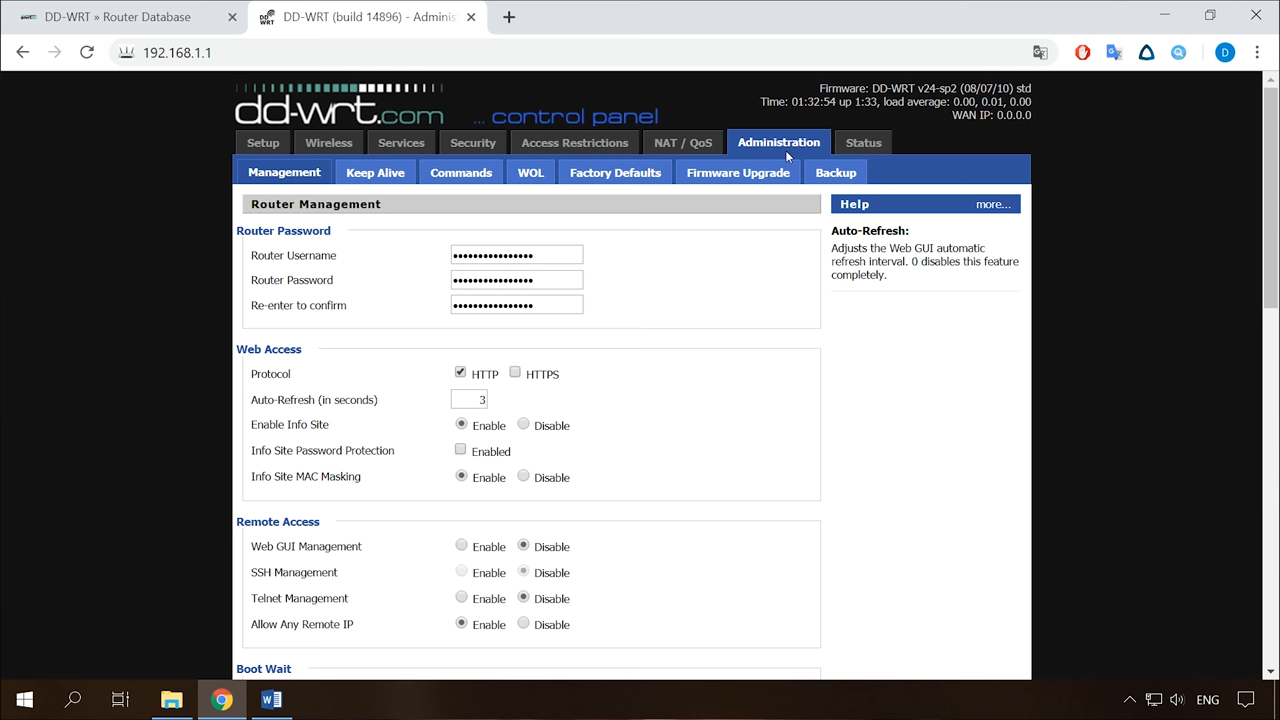 DD-WRT » Router Database
DD-WRT (build 14896) - Adminis
192.168.1.1
D
dd-wrt.com
... control panel
Firmware: DD-WRT v24-sp2 (08/07/10) std
Time: 01:32:54 up 1:33, load average: 0.00, 0.01, 0.00
WAN IP: 0.0.0.0
Setup Wireless Services Security Access Restrictions NAT / QoS Administration Status
Management Keep Alive Commands WOL Factory Defaults Firmware Upgrade Backup
Router Management
Help more...
Router Password
Auto-Refresh:
Adjusts the Web GUI automatic
refresh interval. 0 disables this feature
completely.
Router Username
Router Password
Re-enter to confirm
Web Access
Protocol HTTP HTTPS
Auto-Refresh (in seconds) 3
Enable Info Site Enable Disable
Info Site Password Protection Enabled
Info Site MAC Masking Enable Disable
Remote Access
Web GUI Management Enable Disable
SSH Management Enable Disable
Telnet Management Enable Disable
Allow Any Remote IP Enable Disable
Boot Wait
ENG